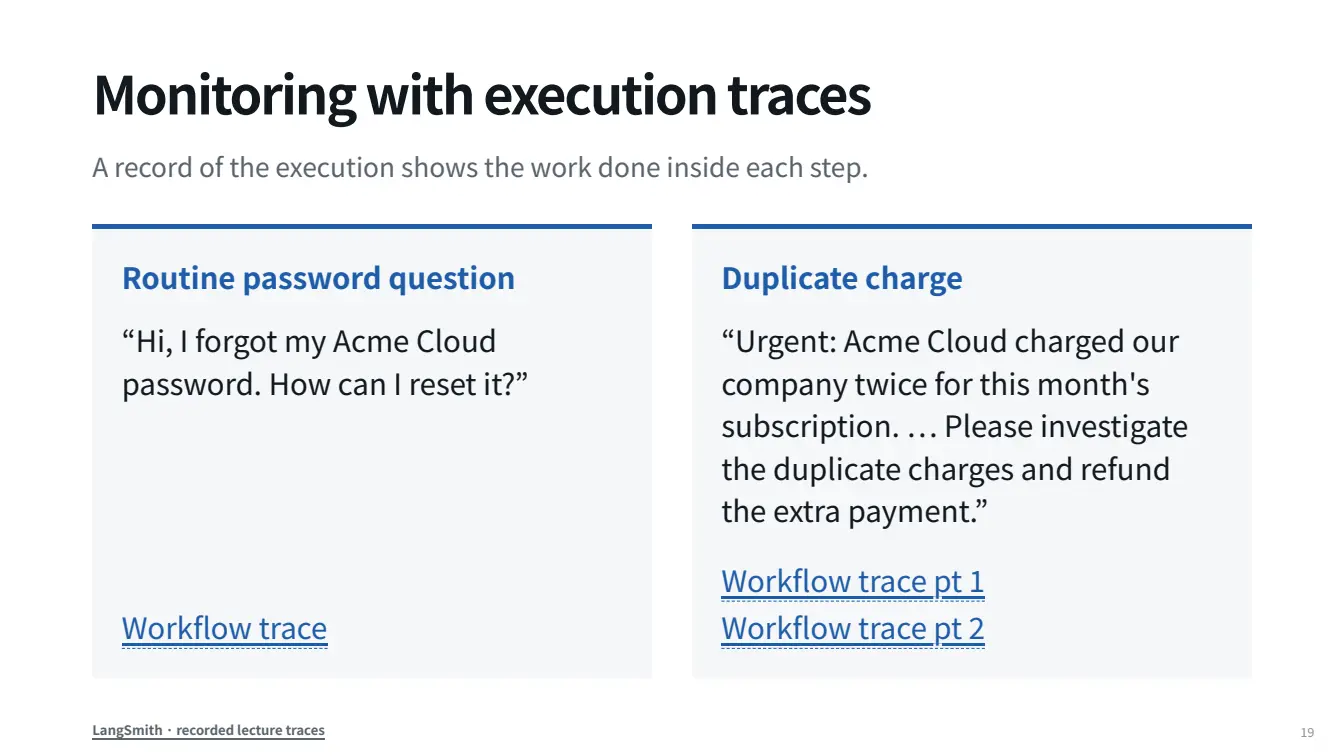 Monitoring with execution traces
A record of the execution shows the work done inside each step.
Routine password question
“Hi, I forgot my Acme Cloud
password. How can I reset it?”
Workflow trace
Duplicate charge
“Urgent: Acme Cloud charged our
company twice for this month's
subscription. … Please investigate
the duplicate charges and refund
the extra payment.”
Workflow trace pt 1
Workflow trace pt 2
LangSmith · recorded lecture traces
19